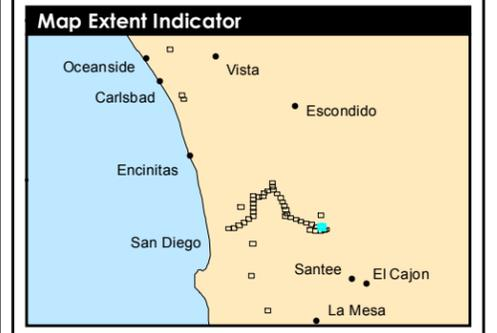 Map Extent Indicator
Oceanside
Vista
Carlsbad
Escondido
Encinitas
San Diego
Santee
El Cajon
La Mesa